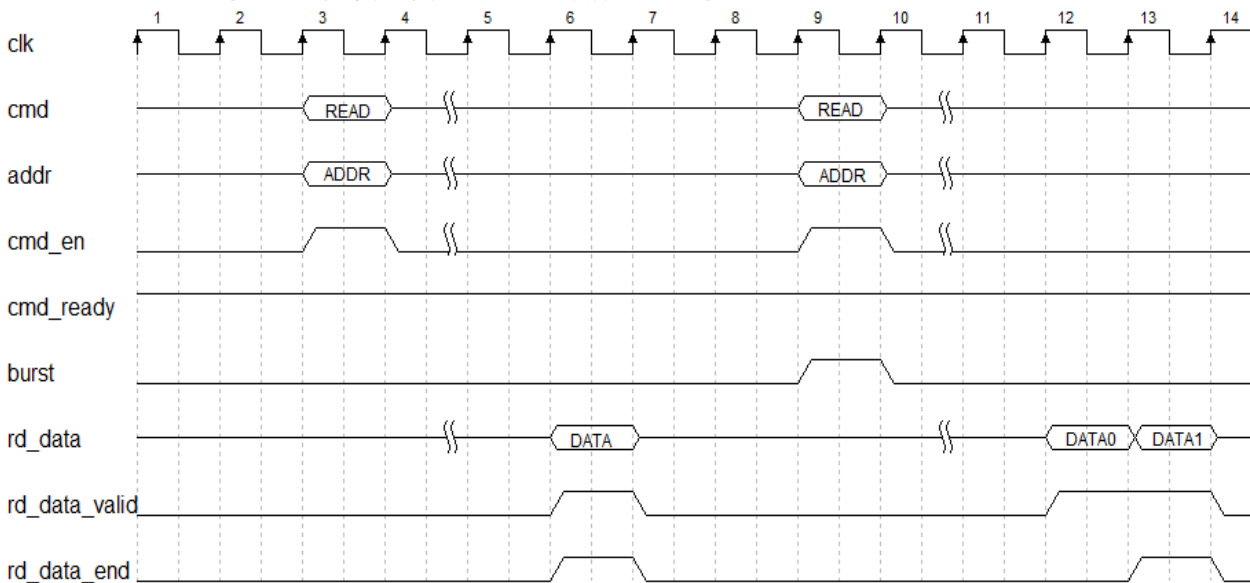 1 2 3 4 5 6 7 8 9 10 11 12 13 14
clk
cmd READ READ
addr ADDR ADDR
cmd_en
cmd_ready
burst
rd_data DATA DATA0 DATA1
rd_data_valid
rd_data_end